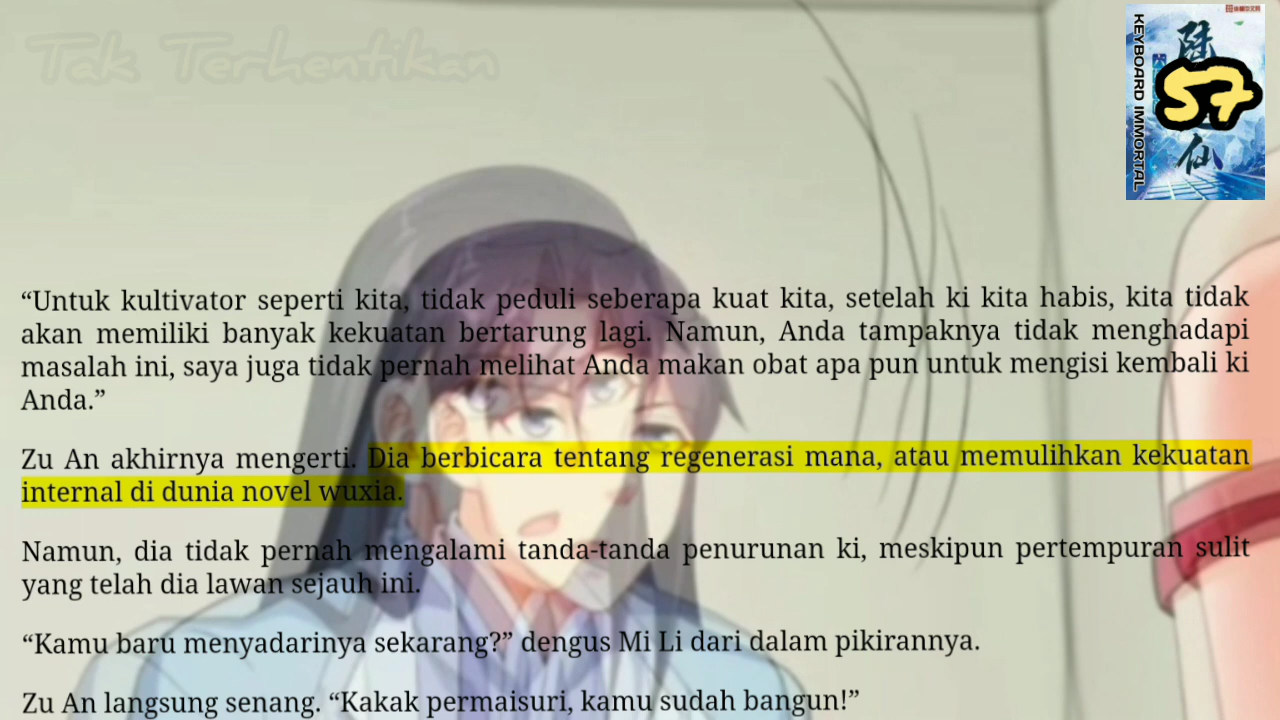 Tak Terhentikan
KEYBOARD IMMORTAL
陆
仙
57
“Untuk kultivator seperti kita, tidak peduli seberapa kuat kita, setelah ki kita habis, kita tidak
akan memiliki banyak kekuatan bertarung lagi. Namun, Anda tampaknya tidak menghadapi
masalah ini, saya juga tidak pernah melihat Anda makan obat apa pun untuk mengisi kembali ki
Anda.”
Zu An akhirnya mengerti. Dia berbicara tentang regenerasi mana, atau memulihkan kekuatan
internal di dunia novel wuxia.
Namun, dia tidak pernah mengalami tanda-tanda penurunan ki, meskipun pertempuran sulit
yang telah dia lawan sejauh ini.
“Kamu baru menyadarinya sekarang?” dengus Mi Li dari dalam pikirannya.
Zu An langsung senang. “Kakak permaisuri, kamu sudah bangun!”